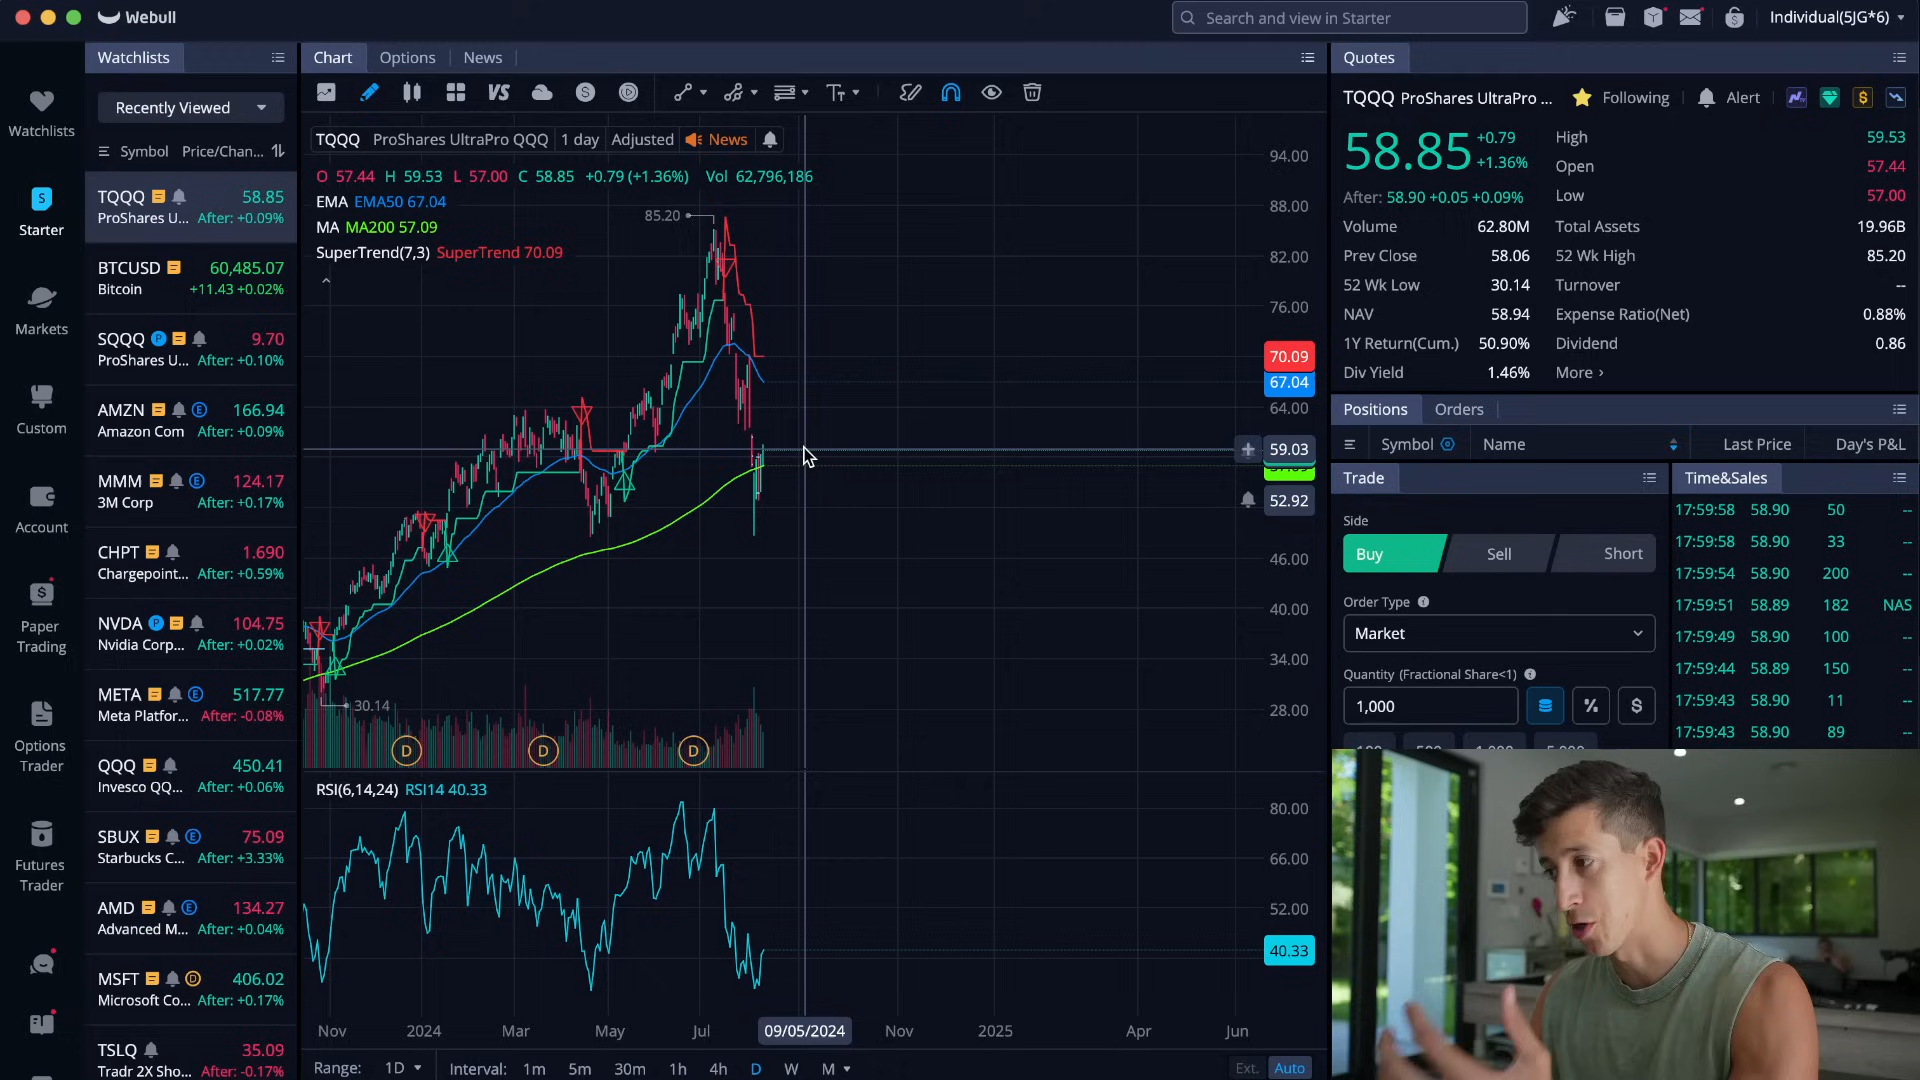 Webull
Search and view in Starter
Individual(5JG*6)
Watchlists
Starter
Markets
Custom
Account
Paper
Trading
Options
Trader
Futures
Trader
Watchlists
Recently Viewed
Symbol Price/Chan...
TQQQ 58.85
ProShares U... After: +0.09%
BTCUSD 60,485.07
Bitcoin +11.43 +0.02%
SQQQ P 9.70
ProShares U... After: +0.10%
AMZN E 166.94
Amazon Com After: +0.09%
MMM E 124.17
3M Corp After: +0.17%
CHPT 1.690
Chargepoint... After: +0.59%
NVDA P 104.75
Nvidia Corp... After: +0.02%
META E 517.77
Meta Platfor... After: -0.08%
QQQ 450.41
Invesco QQ... After: +0.06%
SBUX E 75.09
Starbucks C... After: +3.33%
AMD E 134.27
Advanced M... After: +0.04%
MSFT D 406.02
Microsoft Co... After: +0.17%
TSLQ 35.09
Tradr 2X Sho... After: -0.17%
Chart Options News
VS
TQQQ ProShares UltraPro QQQ 1 day Adjusted News
O 57.44 H 59.53 L 57.00 C 58.85 +0.79 (+1.36%) Vol 62,796,186
EMA EMA50 67.04
MA MA200 57.09
SuperTrend(7,3) SuperTrend 70.09
85.20
30.14
D D D
94.00
88.00
82.00
76.00
70.09
67.04
64.00
59.03
52.92
46.00
40.00
34.00
28.00
RSI(6,14,24) RSI14 40.33
80.00
66.00
52.00
40.33
Nov 2024 Mar May Jul 09/05/2024 Nov 2025 Apr Jun
Range: 1D Interval: 1m 5m 30m 1h 4h D W M Ext. Auto
Quotes
TQQQ ProShares UltraPro ... Following Alert
58.85 +0.79
+1.36%
After: 58.90 +0.05 +0.09%
High 59.53
Open 57.44
Low 57.00
Volume 62.80M Total Assets 19.96B
Prev Close 58.06 52 Wk High 85.20
52 Wk Low 30.14 Turnover --
NAV 58.94 Expense Ratio(Net) 0.88%
1Y Return(Cum.) 50.90% Dividend 0.86
Div Yield 1.46% More ›
Positions Orders
Symbol Name Last Price Day's P&L
Trade
Side
Buy Sell Short
Order Type
Market
Quantity (Fractional Share<1)
1,000 % $
Time&Sales
17:59:58 58.90 50 --
17:59:58 58.90 33 --
17:59:54 58.90 200 --
17:59:51 58.89 182 NAS
17:59:49 58.90 100 --
17:59:44 58.89 150 --
17:59:43 58.90 11 --
17:59:43 58.90 89 --